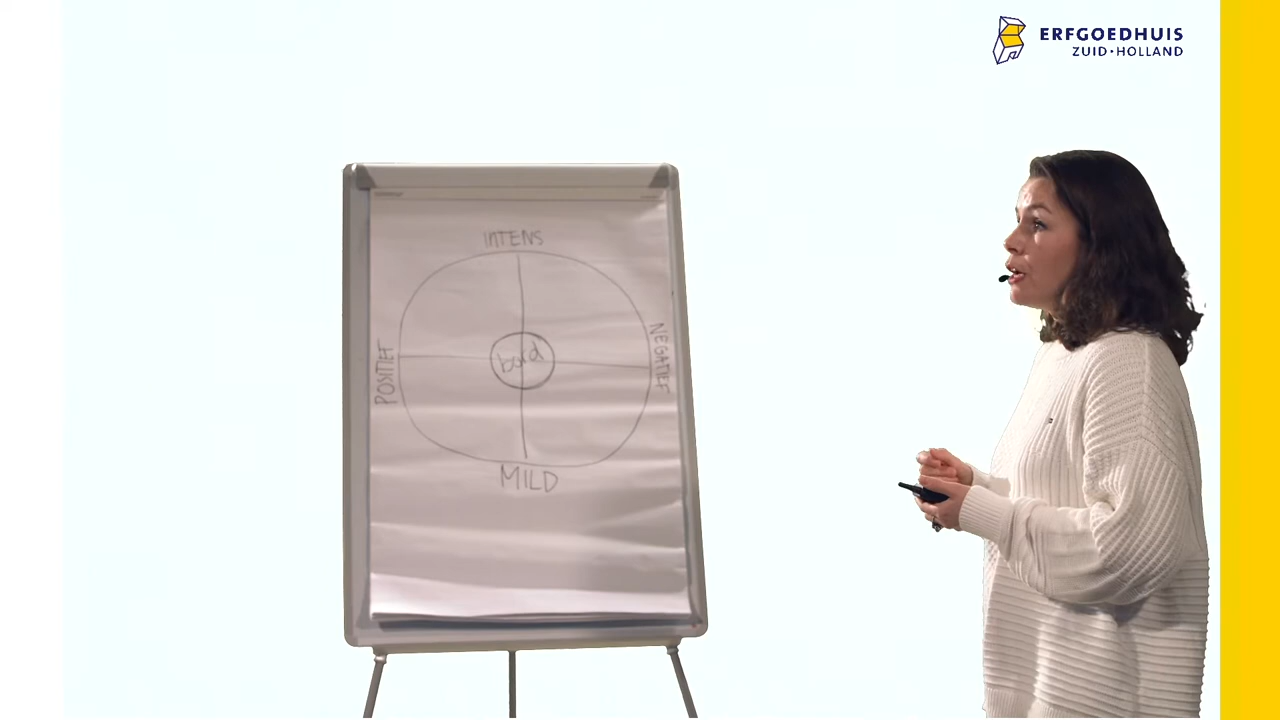 ERFGOEDHUIS
ZUID·HOLLAND
INTENS
POSITIEF
bord
NEGATIEF
MILD